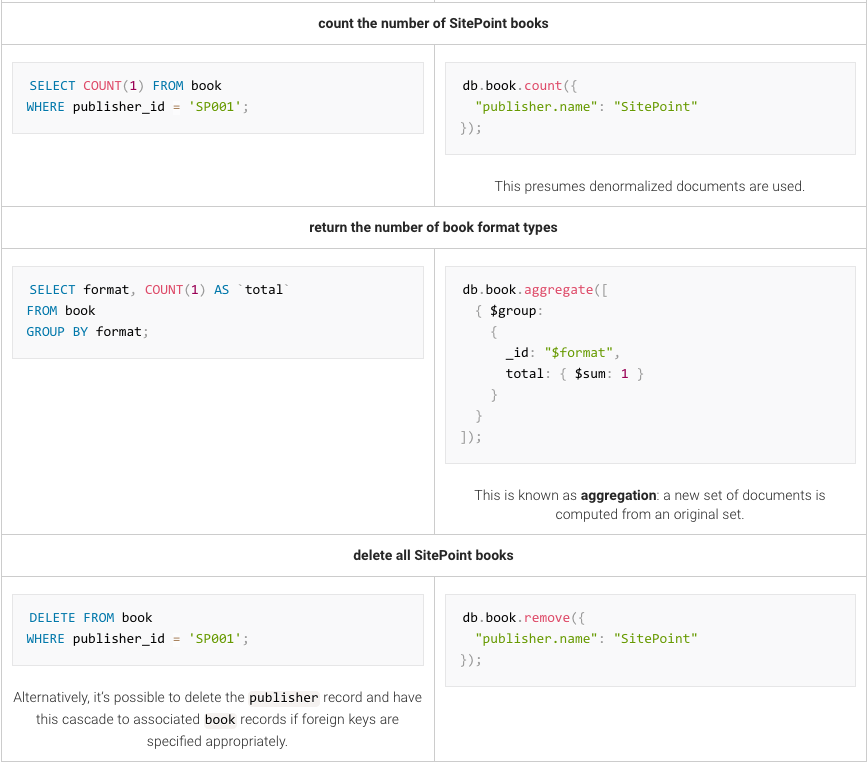 count the number of SitePoint books
SELECT COUNT(1) FROM book
WHERE publisher_id = 'SP001';
db.book.count({
"publisher.name": "SitePoint"
});
This presumes denormalized documents are used.
return the number of book format types
SELECT format, COUNT(1) AS `total`
FROM book
GROUP BY format;
db.book.aggregate([
{ $group:
{
_id: "$format",
total: { $sum: 1 }
}
}
]);
This is known as aggregation: a new set of documents is
computed from an original set.
delete all SitePoint books
DELETE FROM book
WHERE publisher_id = 'SP001';
Alternatively, it's possible to delete the publisher record and have
this cascade to associated book records if foreign keys are
specified appropriately.
db.book.remove({
"publisher.name": "SitePoint"
});